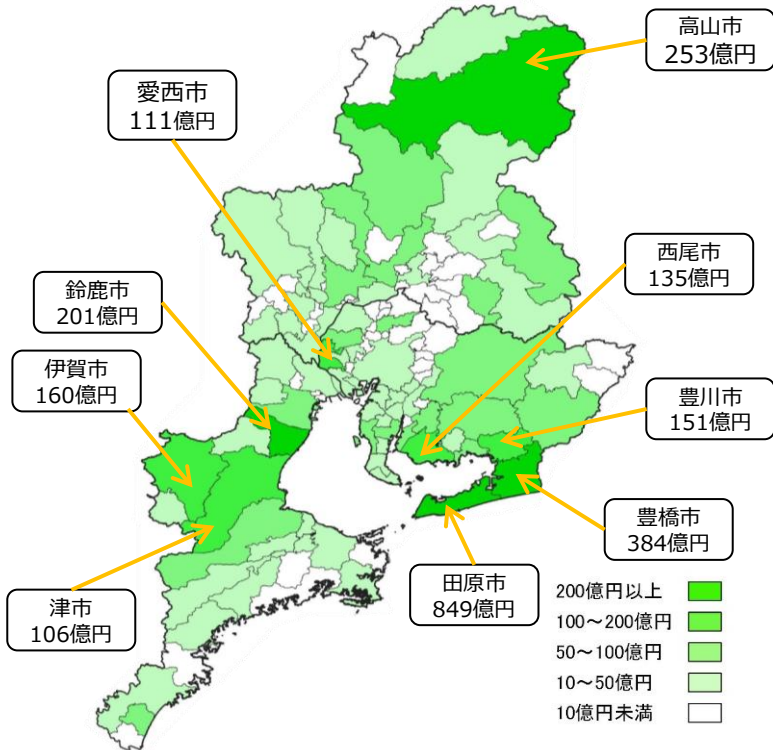 高山市
253億円
愛西市
111億円
西尾市
135億円
鈴鹿市
201億円
伊賀市
160億円
豊川市
151億円
豊橋市
384億円
田原市
849億円
津市
106億円
200億円以上
100～200億円
50～100億円
10～50億円
10億円未満